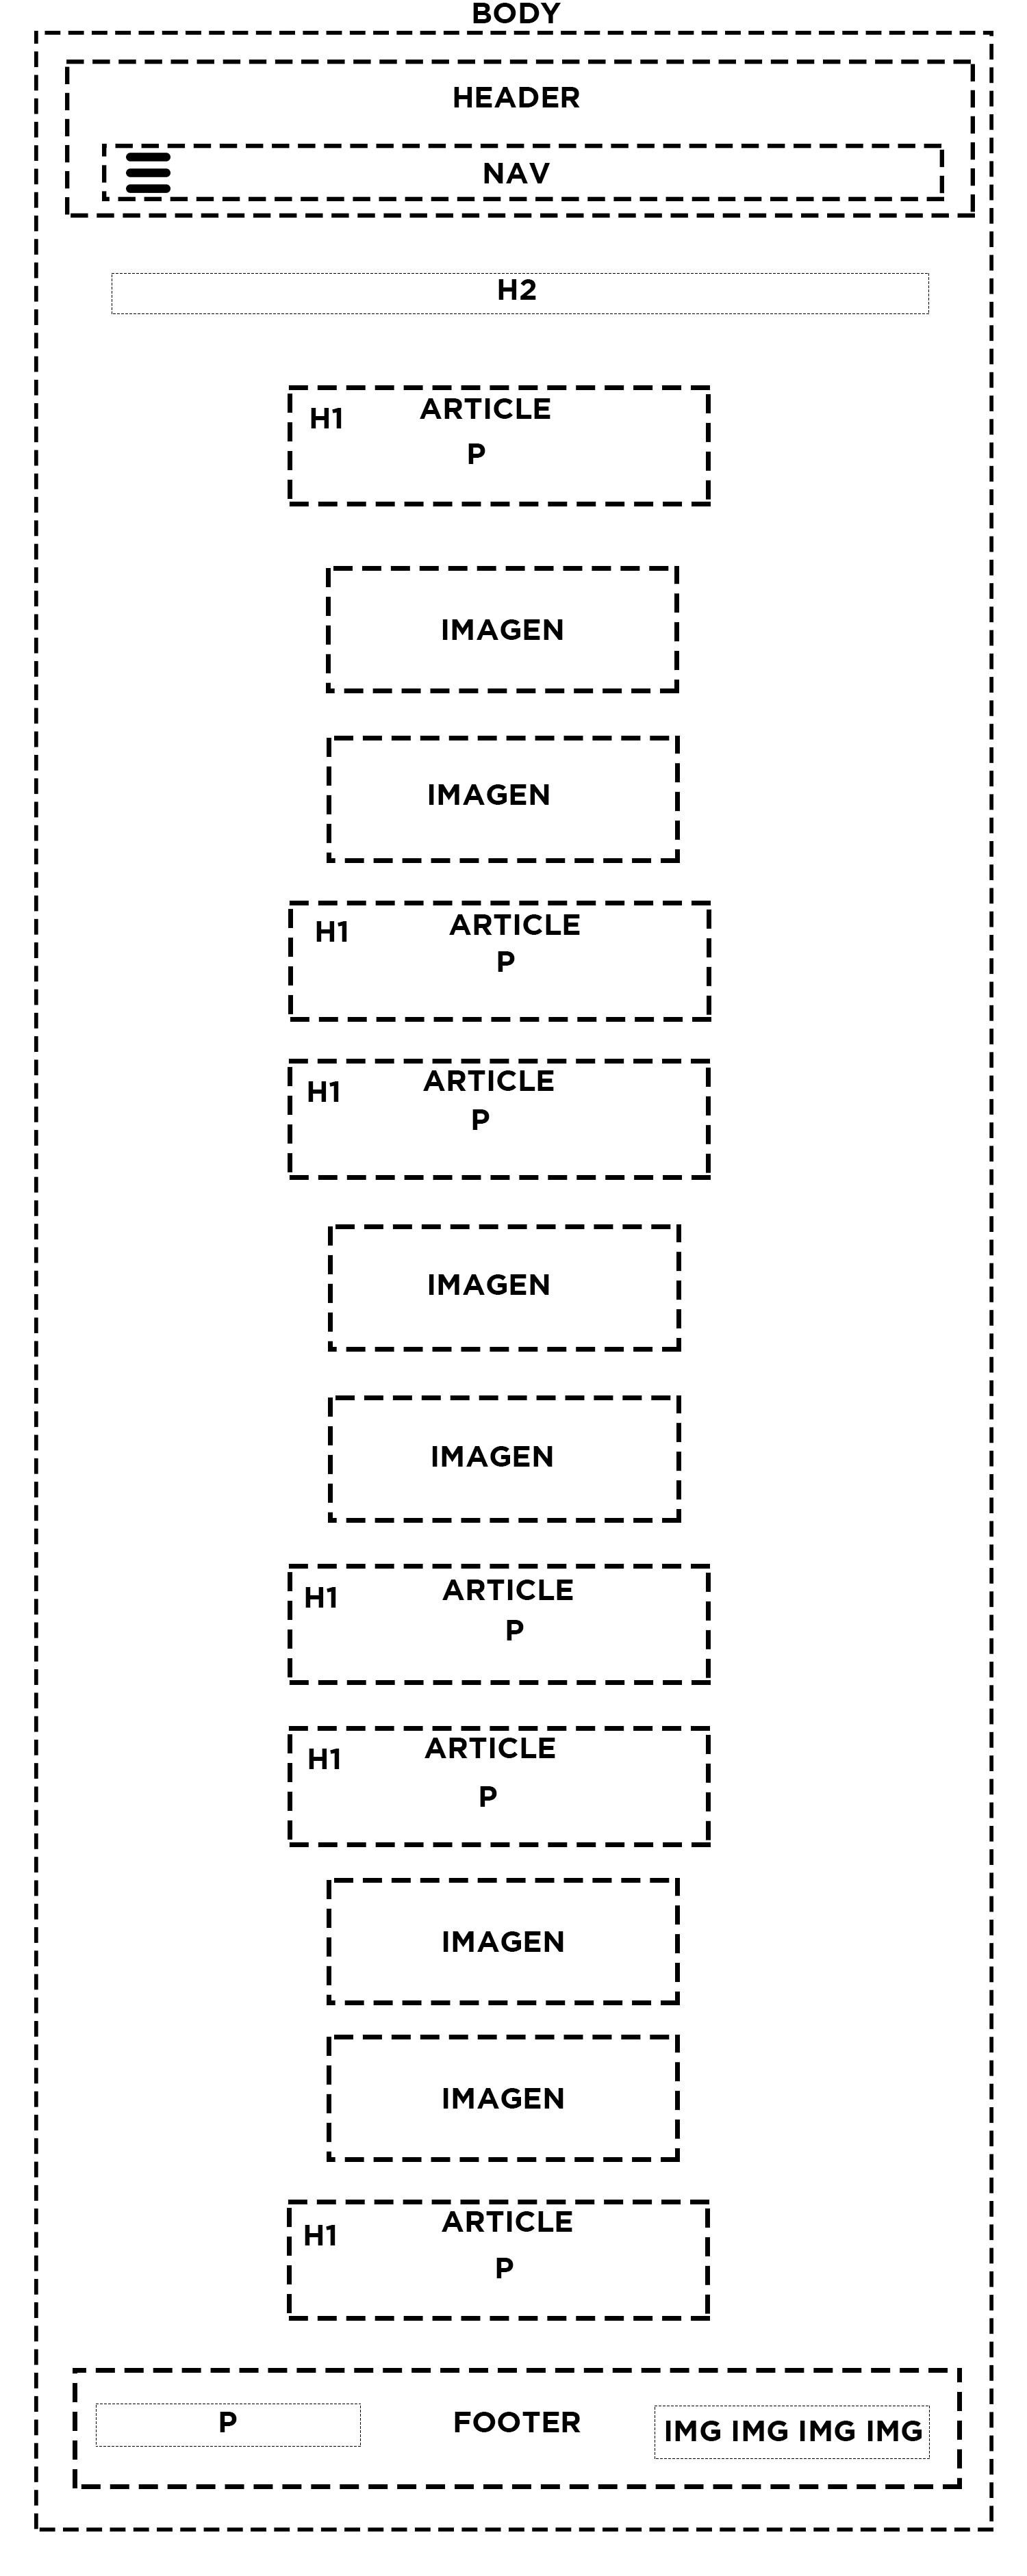 BODY
HEADER
NAV
H2
H1 ARTICLE
P
IMAGEN
IMAGEN
H1 ARTICLE
P
H1 ARTICLE
P
IMAGEN
IMAGEN
H1 ARTICLE
P
H1 ARTICLE
P
IMAGEN
IMAGEN
H1 ARTICLE
P
P FOOTER IMG IMG IMG IMG